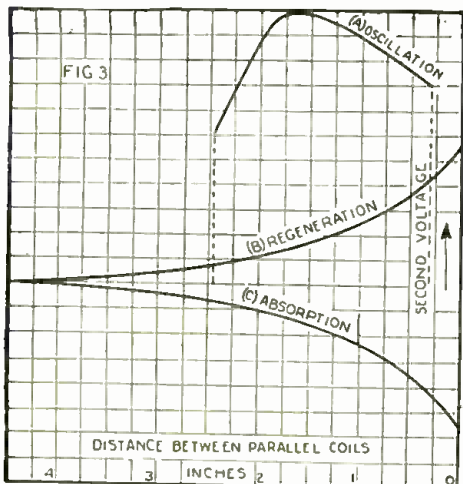 (A) OSCILLATION
FIG 3
(B) REGENERATION
SECOND VOLTAGE
(C) ABSORPTION
DISTANCE BETWEEN PARALLEL COILS
4 3 2 1 0
INCHES